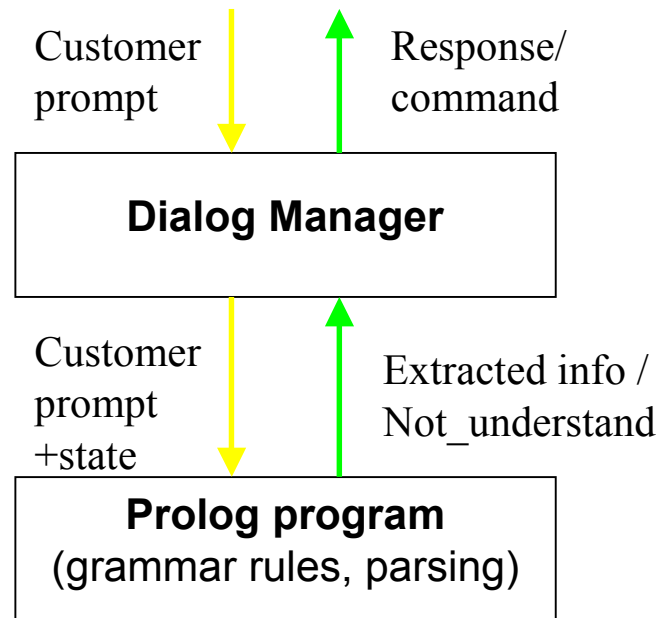 Customer
prompt
Response/
command
Dialog Manager
Customer
prompt
+state
Extracted info /
Not_understand
Prolog program
(grammar rules, parsing)